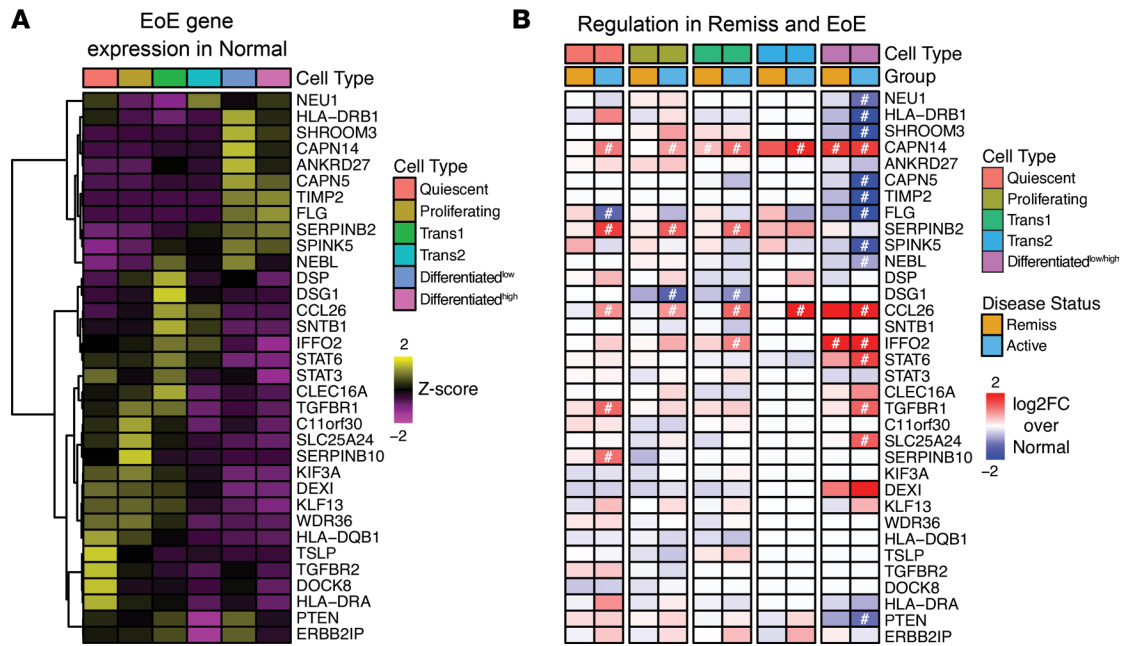 A
EoE gene
expression in Normal
Cell Type
NEU1
HLA−DRB1
SHROOM3
CAPN14
ANKRD27
CAPN5
TIMP2
FLG
SERPINB2
SPINK5
NEBL
DSP
DSG1
CCL26
SNTB1
IFFO2
STAT6
STAT3
CLEC16A
TGFBR1
C11orf30
SLC25A24
SERPINB10
KIF3A
DEXI
KLF13
WDR36
HLA−DQB1
TSLP
TGFBR2
DOCK8
HLA−DRA
PTEN
ERBB2IP
Cell Type
Quiescent
Proliferating
Trans1
Trans2
Differentiatedlow
Differentiatedhigh
2
Z-score
−2
B
Regulation in Remiss and EoE
Cell Type
Group
# NEU1
# HLA−DRB1
# SHROOM3
# # # # # # # CAPN14
ANKRD27
# CAPN5
# TIMP2
# # FLG
# # # SERPINB2
# SPINK5
# NEBL
DSP
# # DSG1
# # # # # CCL26
SNTB1
# # # IFFO2
# STAT6
STAT3
CLEC16A
# # TGFBR1
C11orf30
# SLC25A24
# SERPINB10
KIF3A
DEXI
KLF13
WDR36
HLA−DQB1
TSLP
TGFBR2
DOCK8
HLA−DRA
# PTEN
ERBB2IP
Cell Type
Quiescent
Proliferating
Trans1
Trans2
Differentiatedlow/high
Disease Status
Remiss
Active
2
log2FC
over
Normal
−2